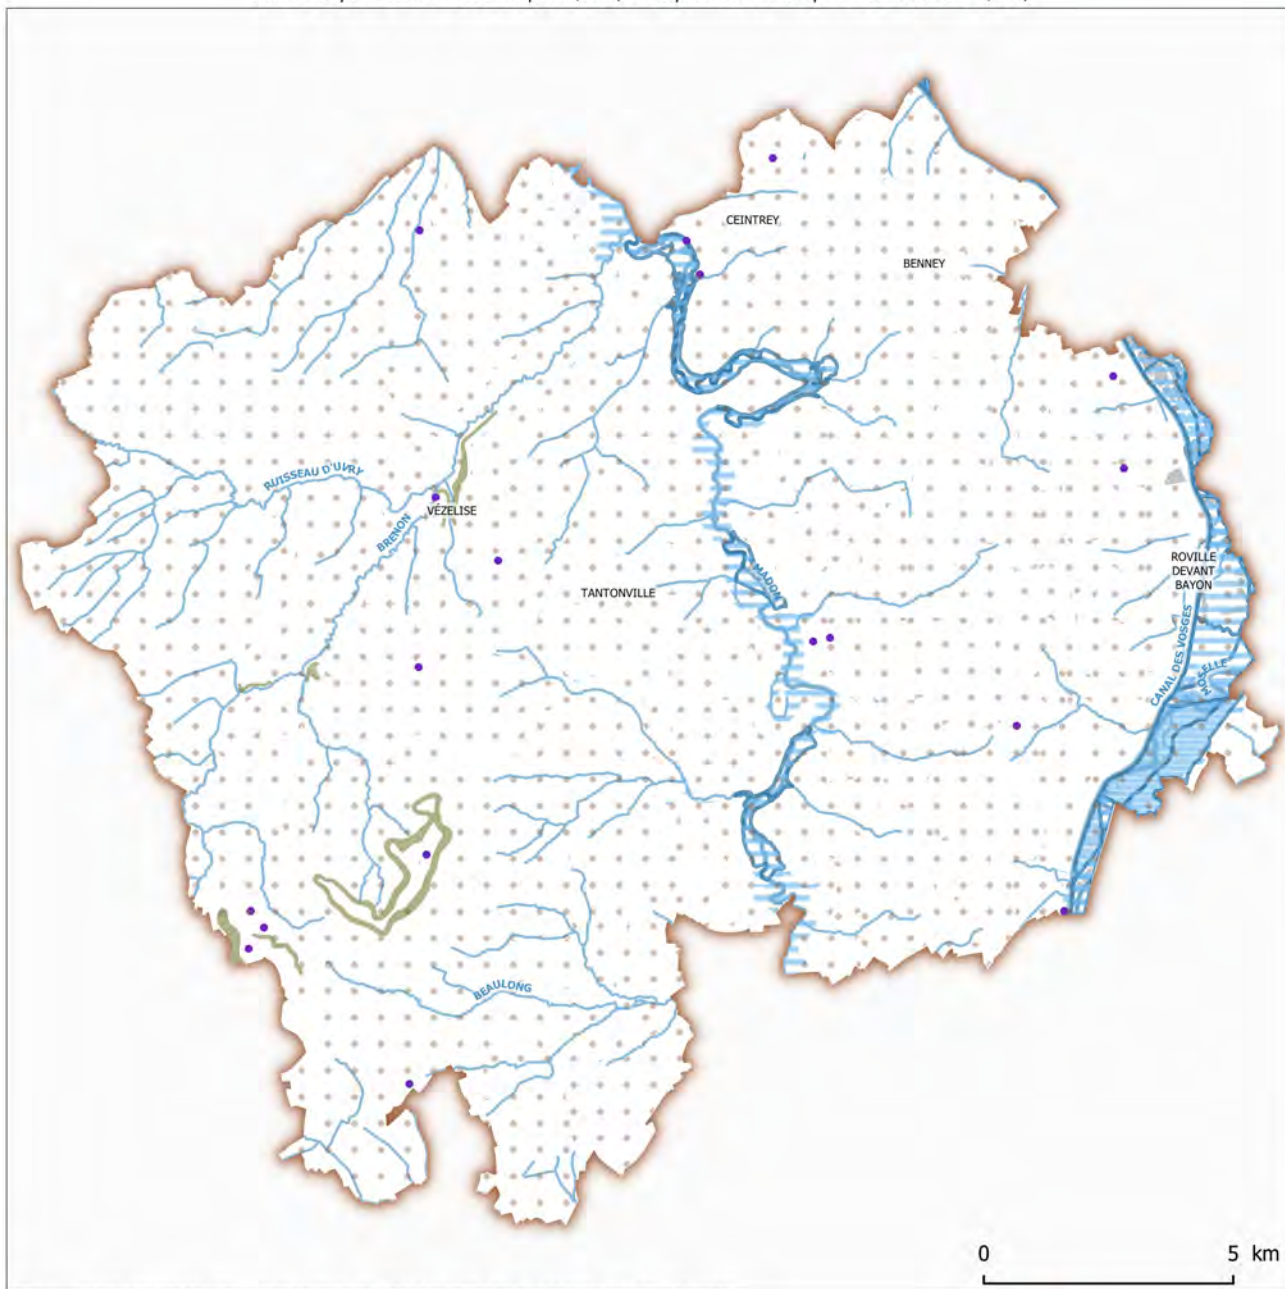 CEINTREY
BENNEY
RUISSEAU D'UVRY
VÉZELISE
BRENON
ROVILLE
DEVANT
BAYON
MADON
TANTONVILLE
CANAL DES VOSGES
MOSELLE
BEAULONG
0 5 km